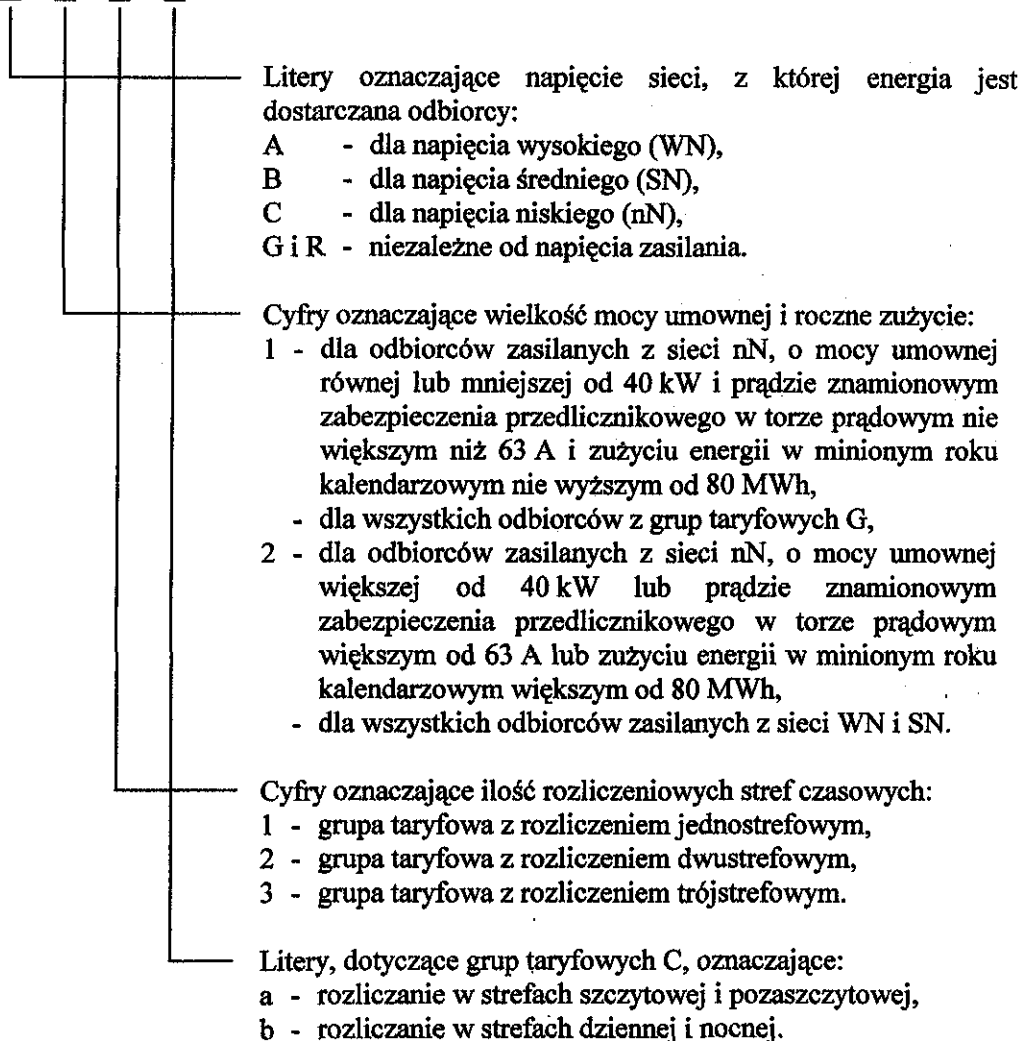 Litery oznaczające napięcie sieci, z której energia jest
dostarczana odbiorcy:
A - dla napięcia wysokiego (WN),
B - dla napięcia średniego (SN),
C - dla napięcia niskiego (nN),
G i R - niezależne od napięcia zasilania.
Cyfry oznaczające wielkość mocy umownej i roczne zużycie:
1 - dla odbiorców zasilanych z sieci nN, o mocy umownej
równej lub mniejszej od 40 kW i prądzie znamionowym
zabezpieczenia przedlicznikowego w torze prądowym nie
większym niż 63 A i zużyciu energii w minionym roku
kalendarzowym nie wyższym od 80 MWh,
- dla wszystkich odbiorców z grup taryfowych G,
2 - dla odbiorców zasilanych z sieci nN, o mocy umownej
większej od 40 kW lub prądzie znamionowym
zabezpieczenia przedlicznikowego w torze prądowym
większym od 63 A lub zużyciu energii w minionym roku
kalendarzowym większym od 80 MWh,
- dla wszystkich odbiorców zasilanych z sieci WN i SN.
Cyfry oznaczające ilość rozliczeniowych stref czasowych:
1 - grupa taryfowa z rozliczeniem jednostrefowym,
2 - grupa taryfowa z rozliczeniem dwustrefowym,
3 - grupa taryfowa z rozliczeniem trójstrefowym.
Litery, dotyczące grup taryfowych C, oznaczające:
a - rozliczanie w strefach szczytowej i pozaszczytowej,
b - rozliczanie w strefach dziennej i nocnej.